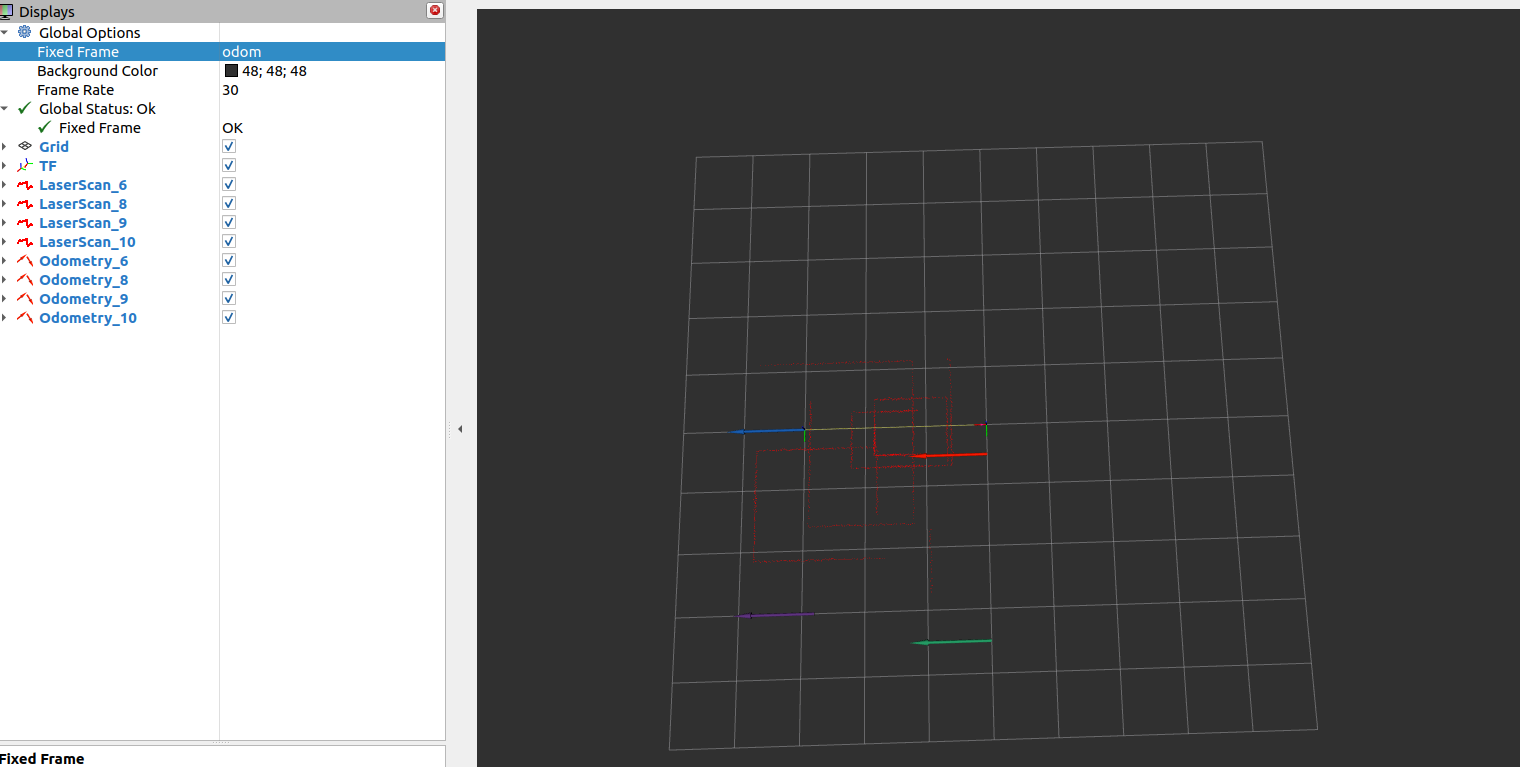 Displays
Global Options
Fixed Frame odom
Background Color 48; 48; 48
Frame Rate 30
Global Status: Ok
Fixed Frame OK
Grid
TF
LaserScan_6
LaserScan_8
LaserScan_9
LaserScan_10
Odometry_6
Odometry_8
Odometry_9
Odometry_10
Fixed Frame